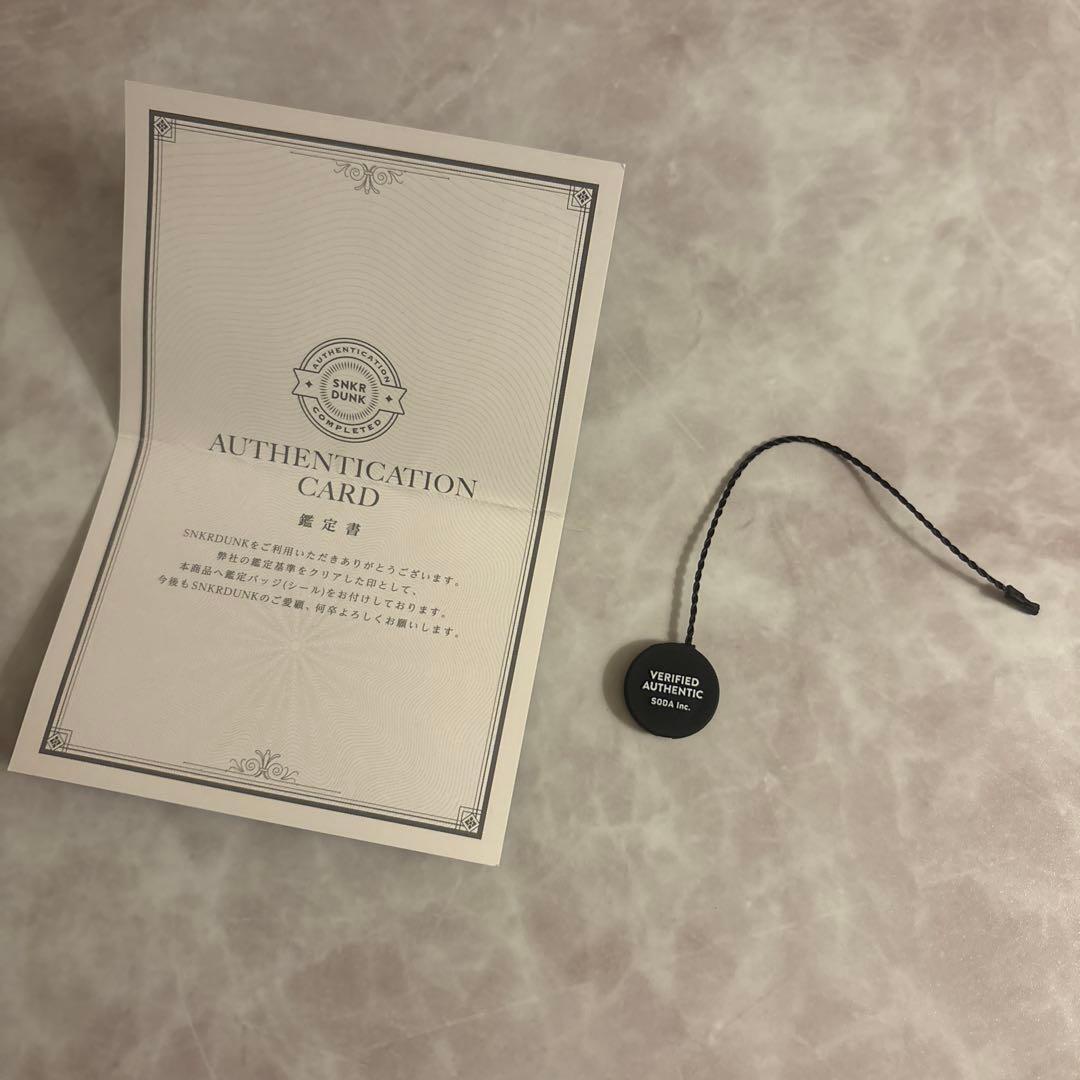 AUTHENTICATION
SNKR
DUNK
COMPLETED
AUTHENTICATION
CARD
鑑定書
SNKRDUNKをご利用いただきありがとうございます。
弊社の鑑定基準をクリアした印として、
本商品へ鑑定バッジ(シール)をお付けしております。
今後もSNKRDUNKのご愛顧、何卒よろしくお願いします。
VERIFIED
AUTHENTIC
SODA Inc.